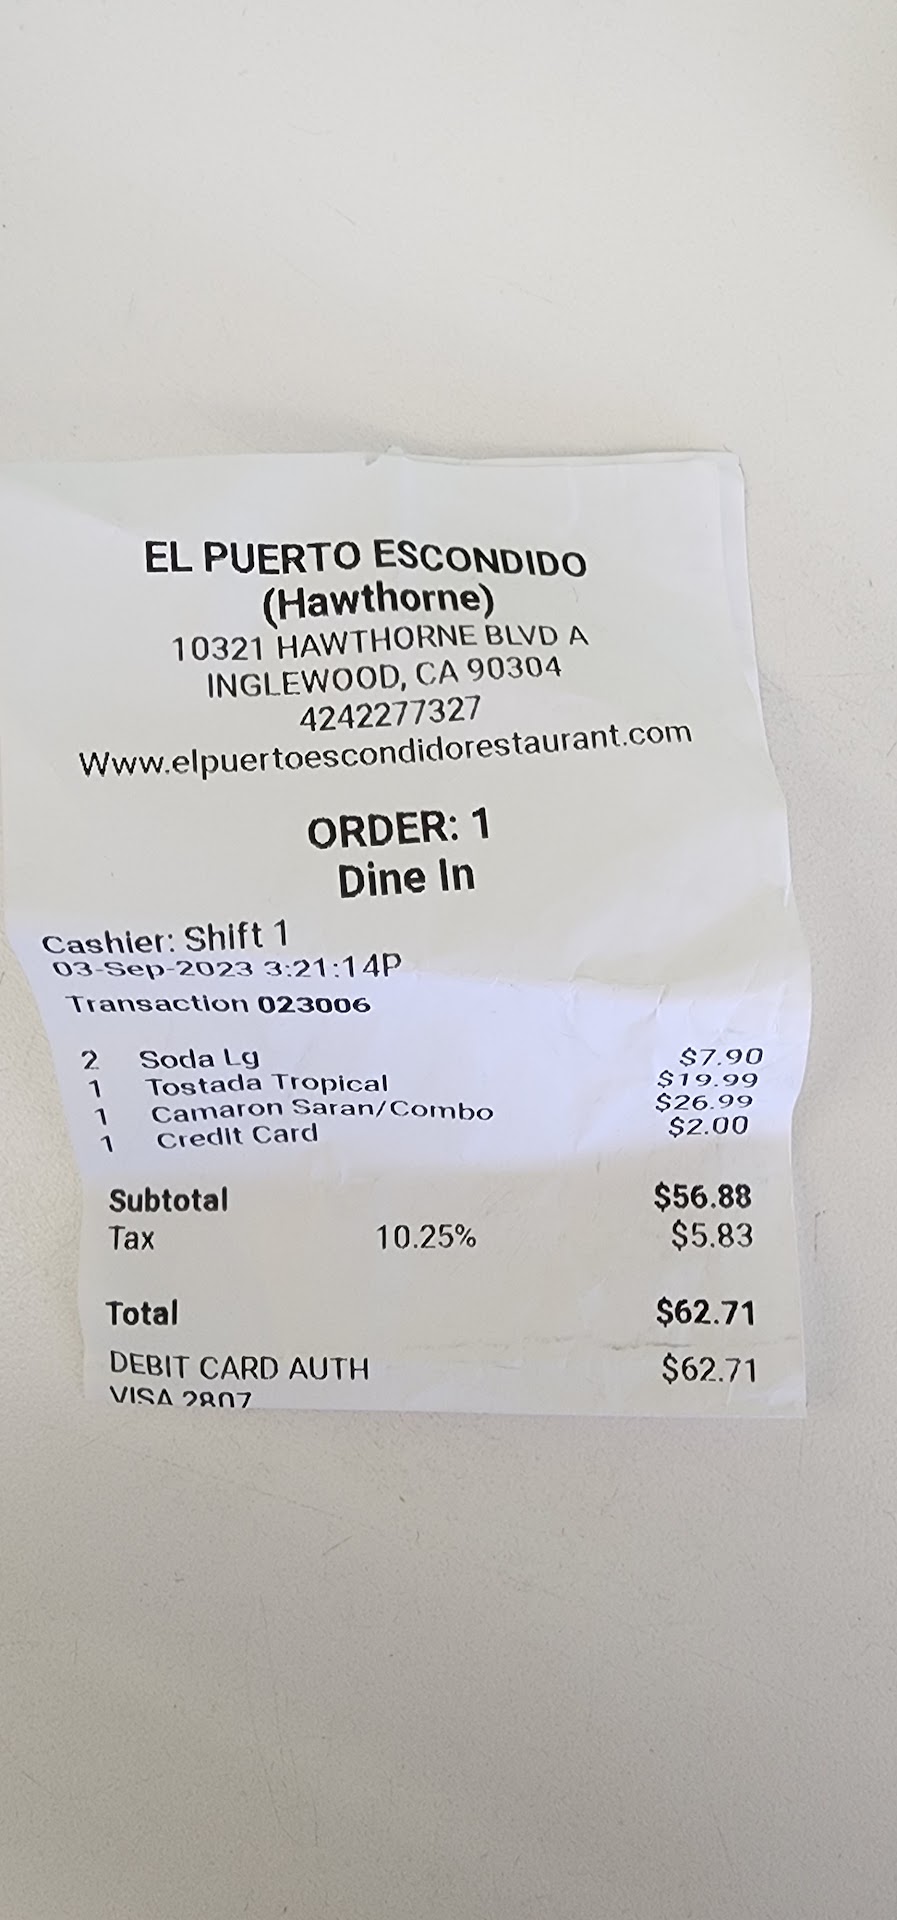 EL PUERTO ESCONDIDO
(Hawthorne)
10321 HAWTHORNE BLVD A
INGLEWOOD, CA 90304
4242277327
Www.elpuertoescondidorestaurant.com
ORDER: 1
Dine In
Cashier: Shift 1
03-Sep-2023 3:21:14P
Transaction 023006
2 Soda Lg $7.90
1 Tostada Tropical $19.99
1 Camaron Saran/Combo $26.99
1 Credit Card $2.00
Subtotal $56.88
Tax 10.25% $5.83
Total $62.71
DEBIT CARD AUTH $62.71
VISA 2807